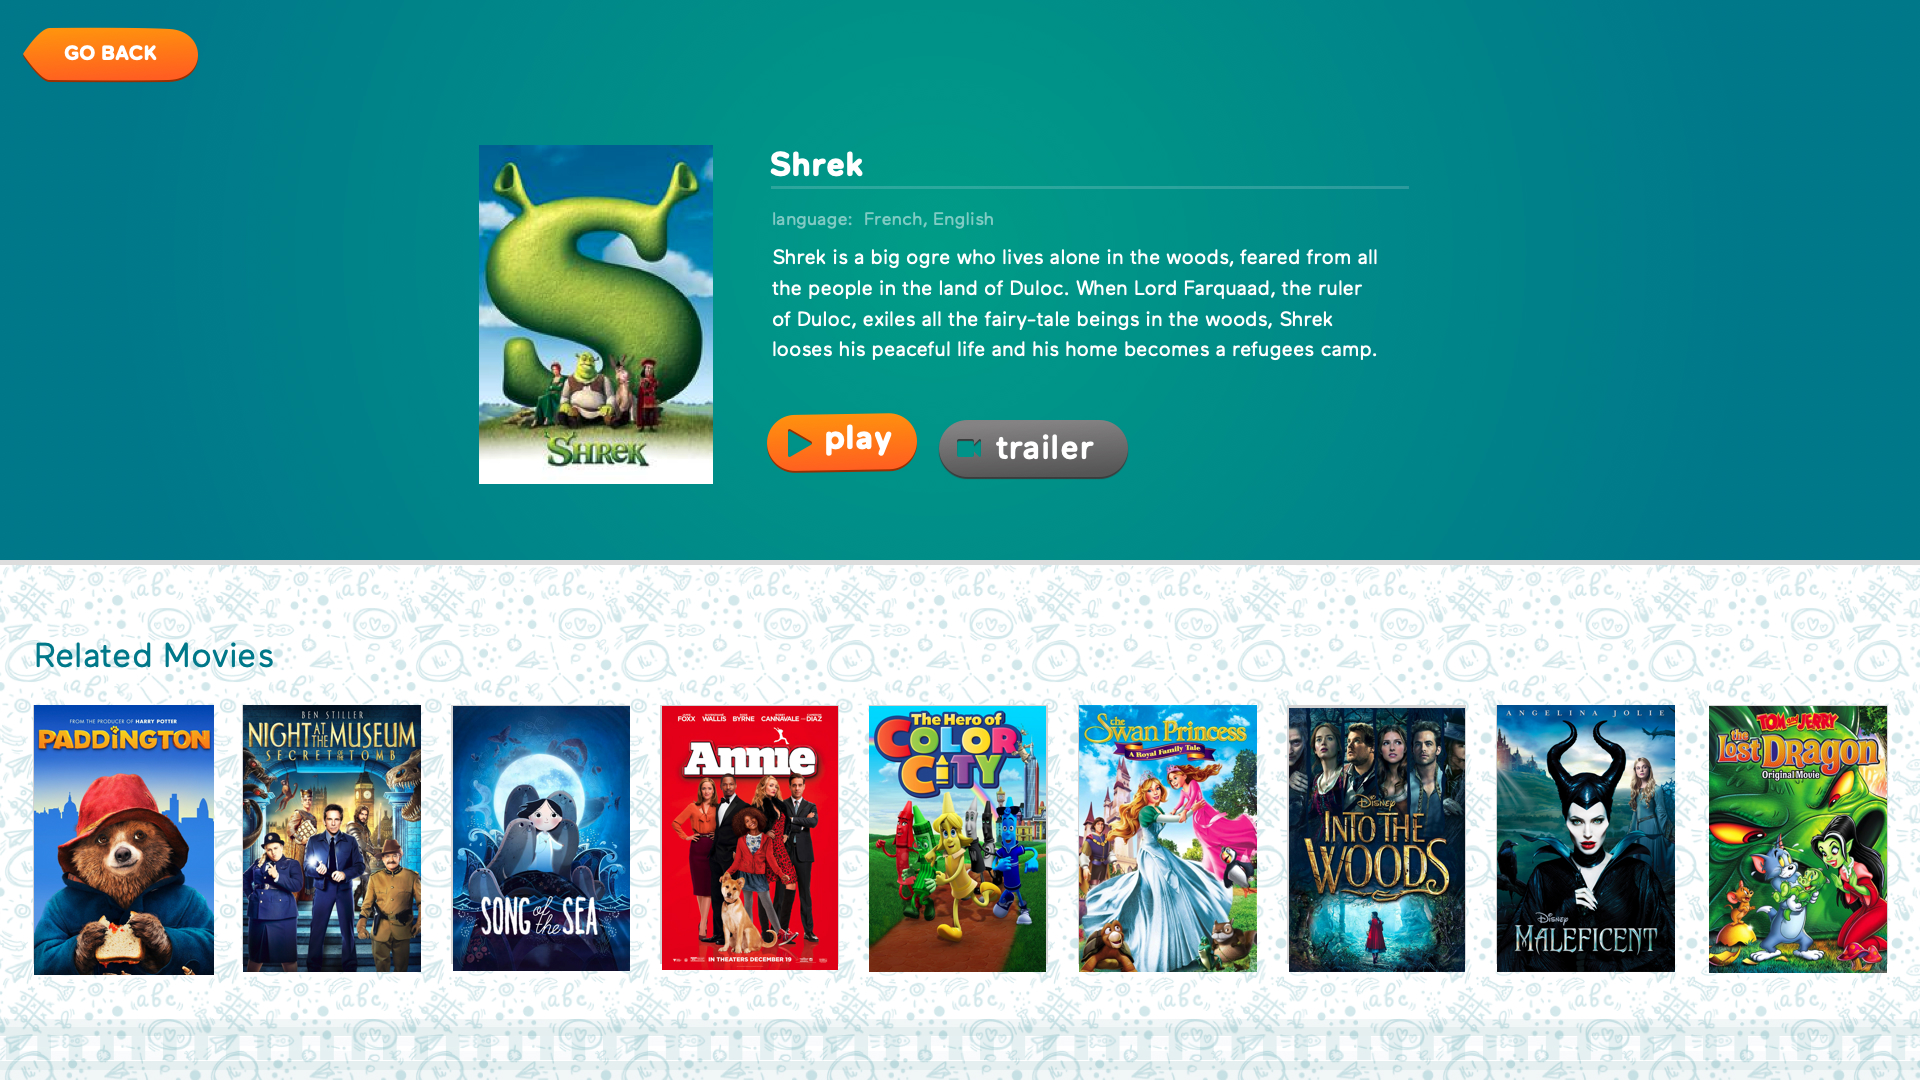 GO BACK
Shrek
language: French, English
Shrek is a big ogre who lives alone in the woods, feared from all
the people in the land of Duloc. When Lord Farquaad, the ruler
of Duloc, exiles all the fairy-tale beings in the woods, Shrek
looses his peaceful life and his home becomes a refugees camp.
SHREK
play
trailer
Related Movies
FROM THE PRODUCER OF HARRY POTTER
PADDINGTON
BEN STILLER
NIGHT AT THE MUSEUM
SECRET OF THE TOMB
SONG of the SEA
FOXX WALLIS BYRNE CANNAVALE DIAZ
Annie
IN THEATERS DECEMBER 19
The Hero of
COLOR
CITY
the
Swan Princess
A Royal Family Tale
DISNEY
INTO THE
WOODS
ANGELINA JOLIE
DISNEY
MALEFICENT
TOM and JERRY
the
Lost Dragon
Original Movie